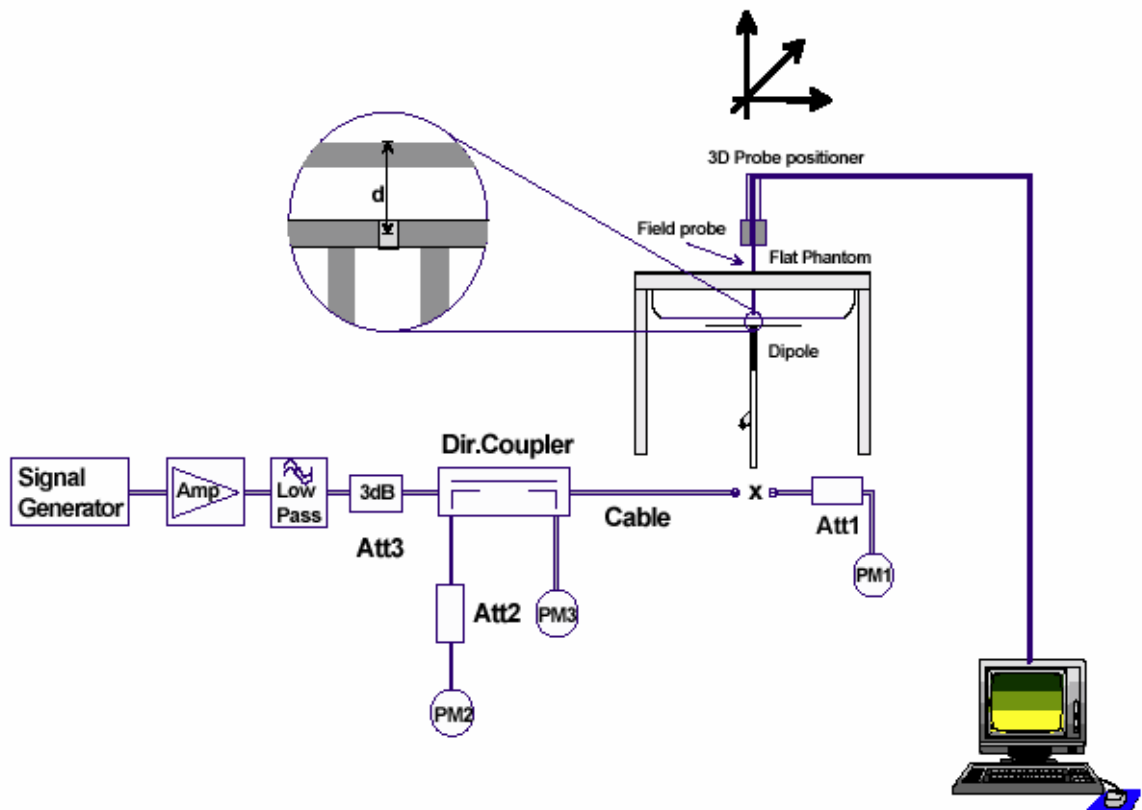 3D Probe positioner
d
Field probe
Flat Phantom
Dipole
Dir.Coupler
Signal
Generator
Amp
Low
Pass
3dB
x
Cable
Att1
Att3
PM1
Att2
PM3
PM2